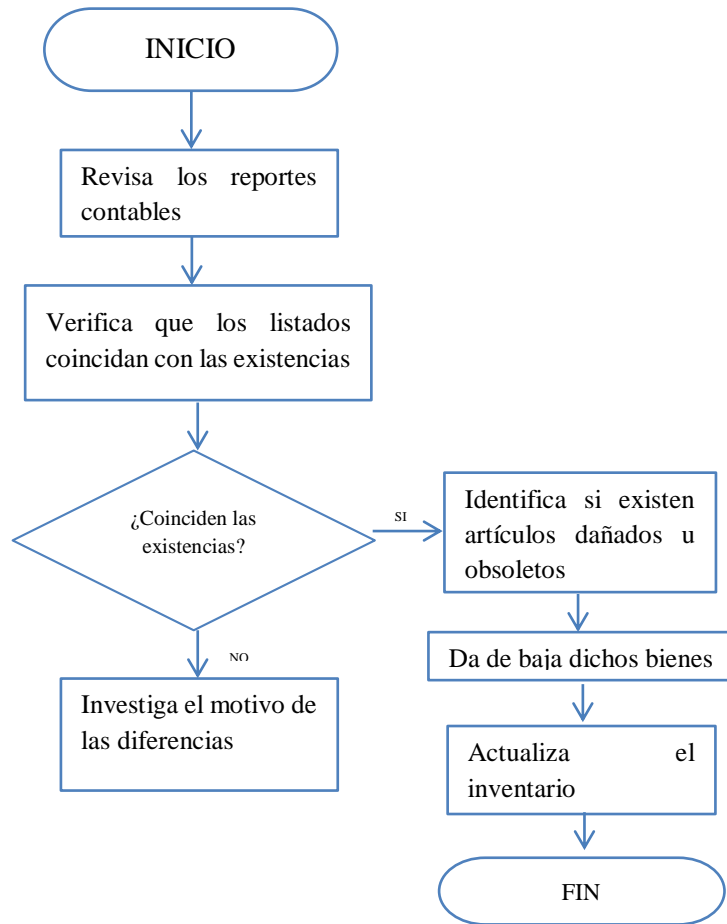 INICIO
Revisa los reportes
contables
Verifica que los listados
coincidan con las existencias
¿Coinciden las
existencias?
SI
Identifica si existen
artículos dañados u
obsoletos
NO
Da de baja dichos bienes
Investiga el motivo de
las diferencias
Actualiza el
inventario
FIN